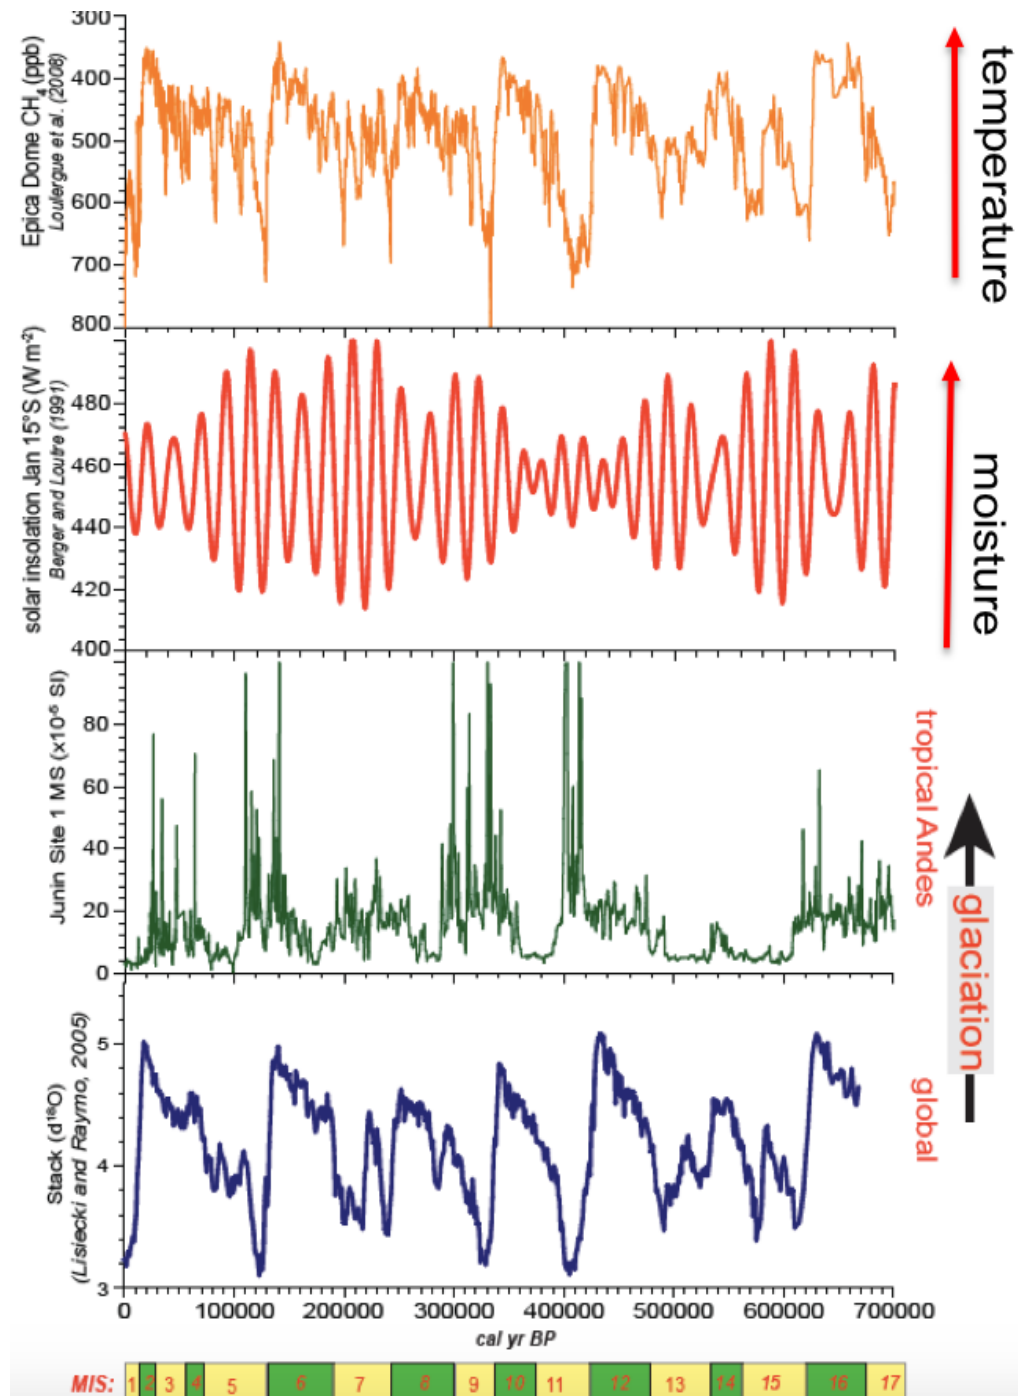 Epica Dome CH4 (ppb)
Loulergue et al. (2008)
300
400
500
600
700
800
temperature
solar insolation Jan 15°S (W m-2)
Berger and Loutre (1991)
480
460
440
420
400
moisture
Junin Site 1 MS (x10-5 SI)
80
60
40
20
0
tropical Andes
glaciation
global
Stack (d18O)
(Lisiecki and Raymo, 2005)
5
4
3
0 100000 200000 300000 400000 500000 600000 700000
cal yr BP
MIS: 1 2 3 4 5 6 7 8 9 10 11 12 13 14 15 16 17